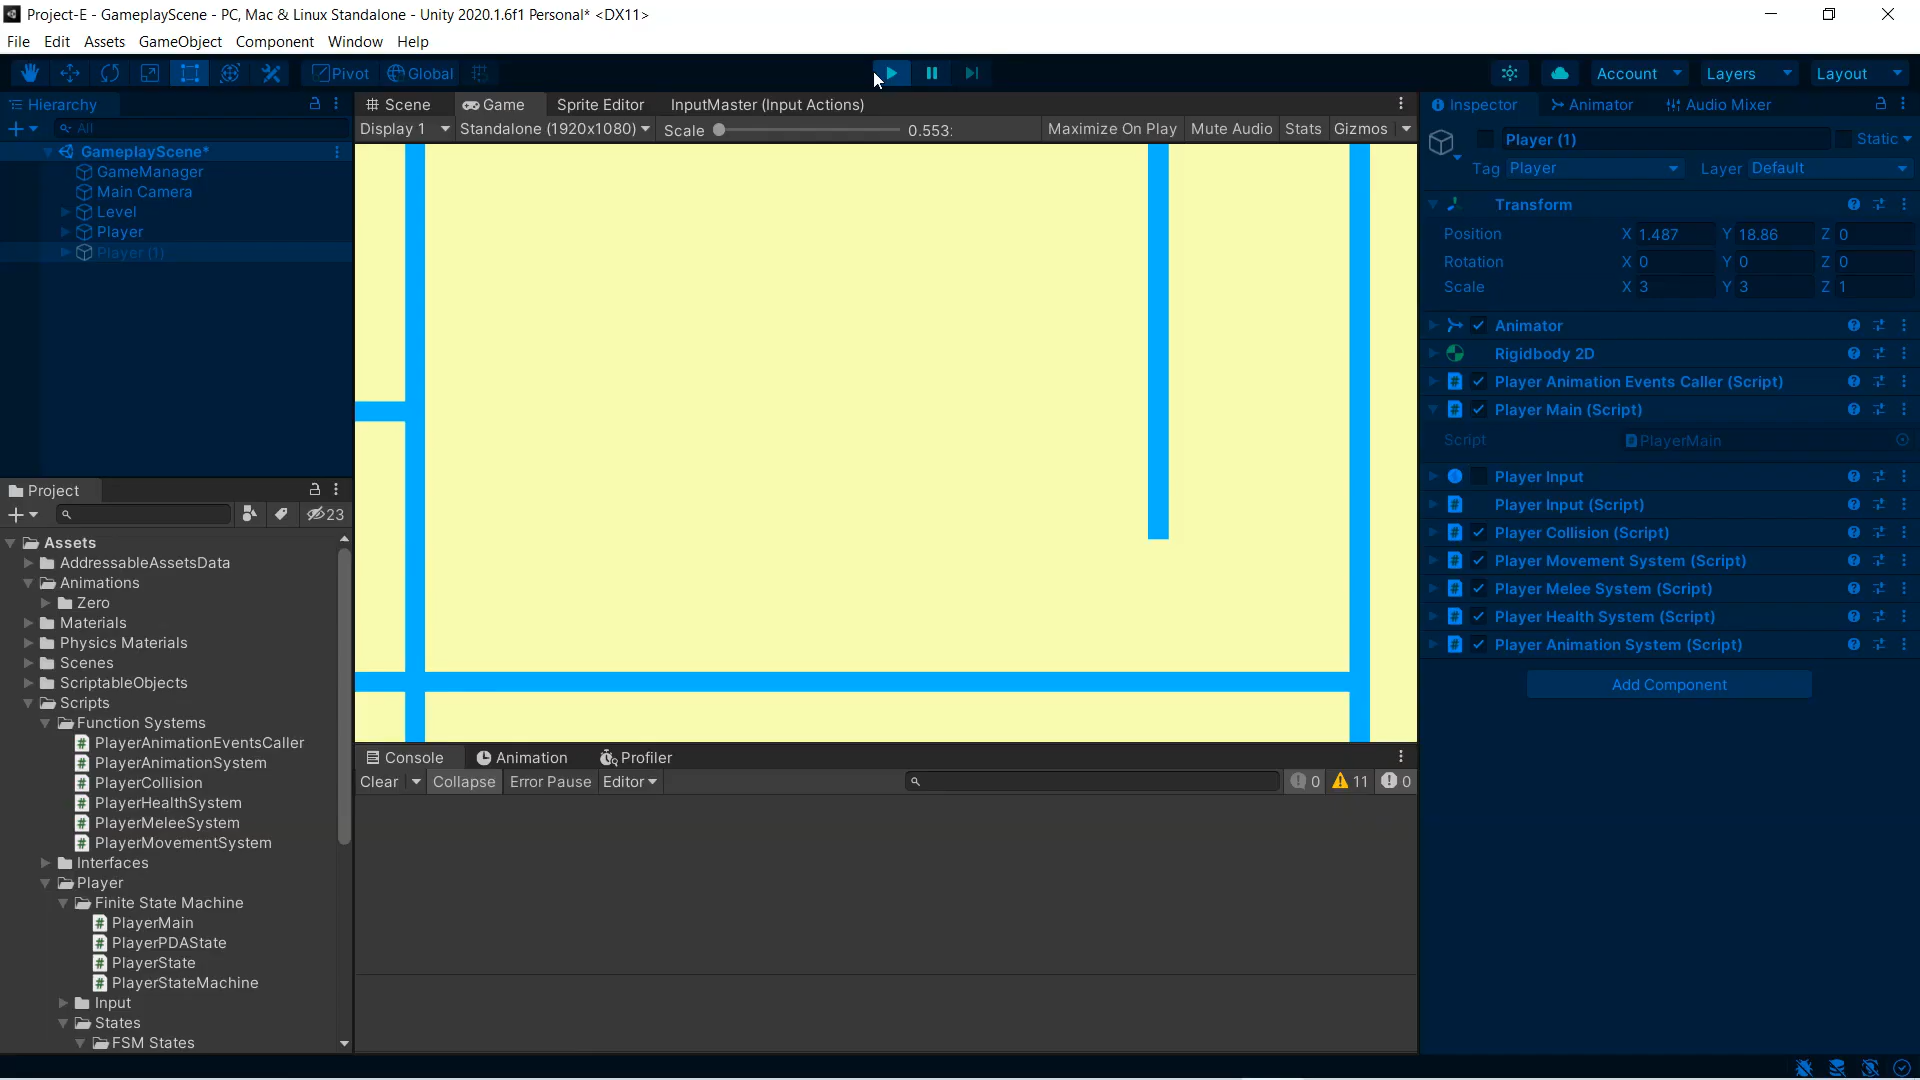 Project-E - GameplayScene - PC, Mac & Linux Standalone - Unity 2020.1.6f1 Personal* <DX11>
File Edit Assets GameObject Component Window Help
Pivot Global
Account Layers Layout
Hierarchy
All
GameplayScene*
GameManager
Main Camera
Level
Player
Player (1)
Project
23
Assets
AddressableAssetsData
Animations
Zero
Materials
Physics Materials
Scenes
ScriptableObjects
Scripts
Function Systems
PlayerAnimationEventsCaller
PlayerAnimationSystem
PlayerCollision
PlayerHealthSystem
PlayerMeleeSystem
PlayerMovementSystem
Interfaces
Player
Finite State Machine
PlayerMain
PlayerPDAState
PlayerState
PlayerStateMachine
Input
States
FSM States
Scene Game Sprite Editor InputMaster (Input Actions)
Display 1 Standalone (1920x1080) Scale 0.553: Maximize On Play Mute Audio Stats Gizmos
Console Animation Profiler
Clear Collapse Error Pause Editor 0 11 0
Inspector Animator Audio Mixer
Player (1) Static
Tag Player Layer Default
Transform
Position X 1.487 Y 18.86 Z 0
Rotation X 0 Y 0 Z 0
Scale X 3 Y 3 Z 1
Animator
Rigidbody 2D
Player Animation Events Caller (Script)
Player Main (Script)
Script PlayerMain
Player Input
Player Input (Script)
Player Collision (Script)
Player Movement System (Script)
Player Melee System (Script)
Player Health System (Script)
Player Animation System (Script)
Add Component